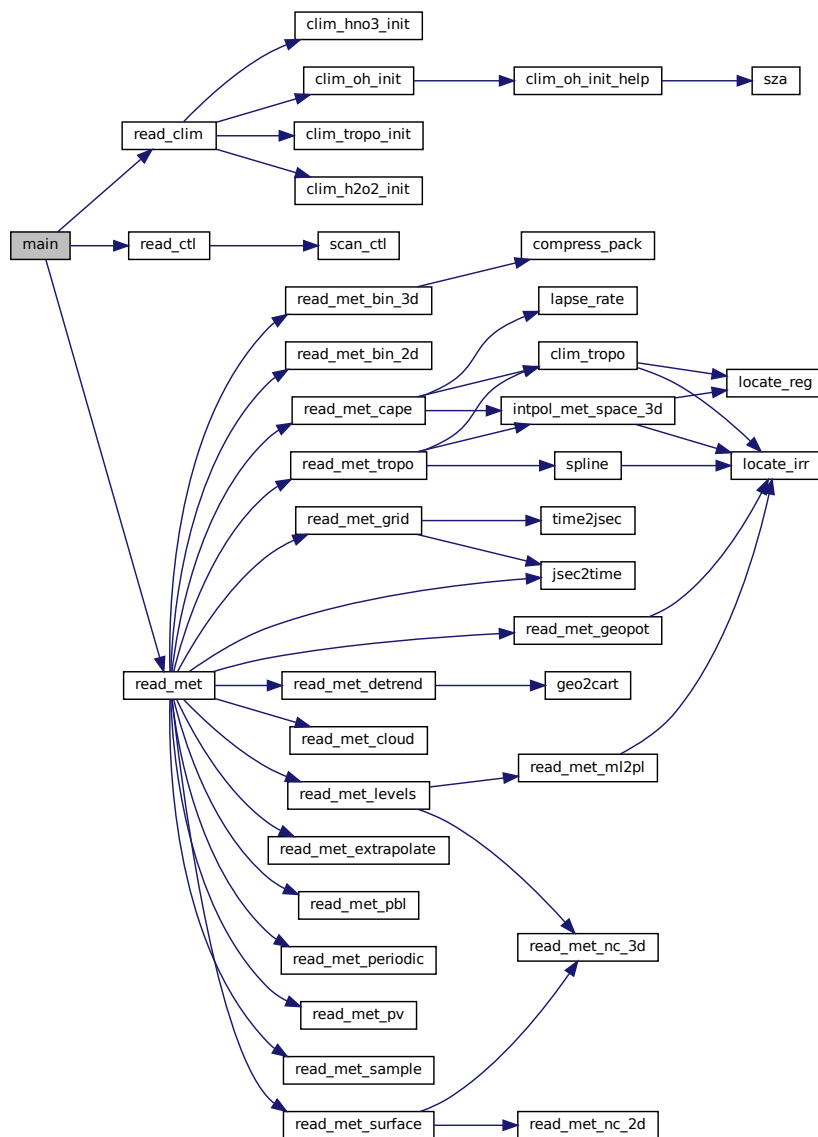 clim_hno3_init
clim_oh_init
clim_oh_init_help
sza
read_clim
clim_tropo_init
clim_h2o2_init
main
read_ctl
scan_ctl
compress_pack
read_met_bin_3d
lapse_rate
read_met_bin_2d
clim_tropo
locate_reg
read_met_cape
intpol_met_space_3d
read_met_tropo
spline
locate_irr
read_met_grid
time2jsec
jsec2time
read_met_geopot
read_met
read_met_detrend
geo2cart
read_met_cloud
read_met_ml2pl
read_met_levels
read_met_extrapolate
read_met_pbl
read_met_nc_3d
read_met_periodic
read_met_pv
read_met_sample
read_met_surface
read_met_nc_2d